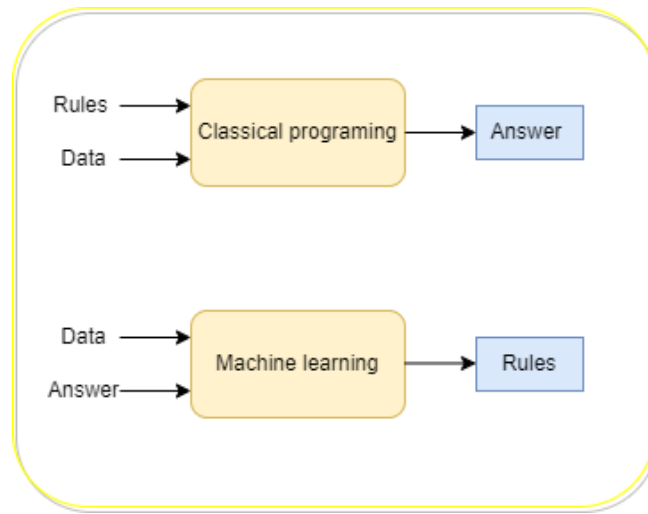 Rules
Data
Classical programing
Answer
Data
Answer
Machine learning
Rules